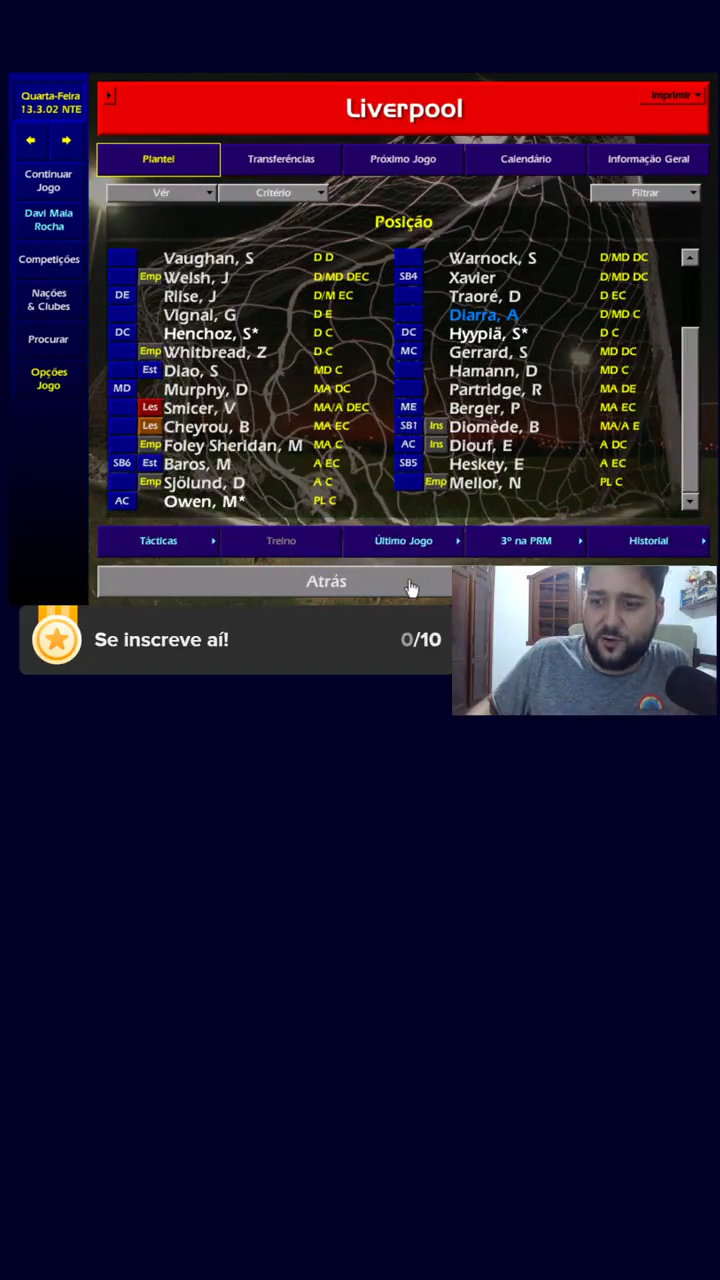 Quarta-Feira
13.3.02 NTE
Liverpool
Imprimir
Continuar
Jogo
Davi Maia
Rocha
Competições
Nações
& Clubes
Procurar
Opções
Jogo
Plantel Transferências Próximo Jogo Calendário Informação Geral
Vêr Critério Filtrar
Posição
Vaughan, S D D Warnock, S D/MD DC
Emp Welsh, J D/MD DEC SB4 Xavier D/MD DC
DE Riise, J D/M EC Traoré, D D EC
Vignal, G D E Diarra, A D/MD C
DC Henchoz, S* D C DC Hyypiä, S* D C
Emp Whitbread, Z D C MC Gerrard, S MD DC
Est Diao, S MD C Hamann, D MD C
MD Murphy, D MA DC Partridge, R MA DE
Les Smicer, V MA/A DEC ME Berger, P MA EC
Les Cheyrou, B MA EC SB1 Ins Diomède, B MA/A E
Emp Foley Sheridan, M MA C AC Ins Diouf, E A DC
SB6 Est Baros, M A EC SB5 Heskey, E A EC
Emp Sjölund, D A C Emp Mellor, N PL C
AC Owen, M* PL C
Tácticas Treino Último Jogo 3º na PRM Historial
Atrás
Se inscreve aí! 0/10